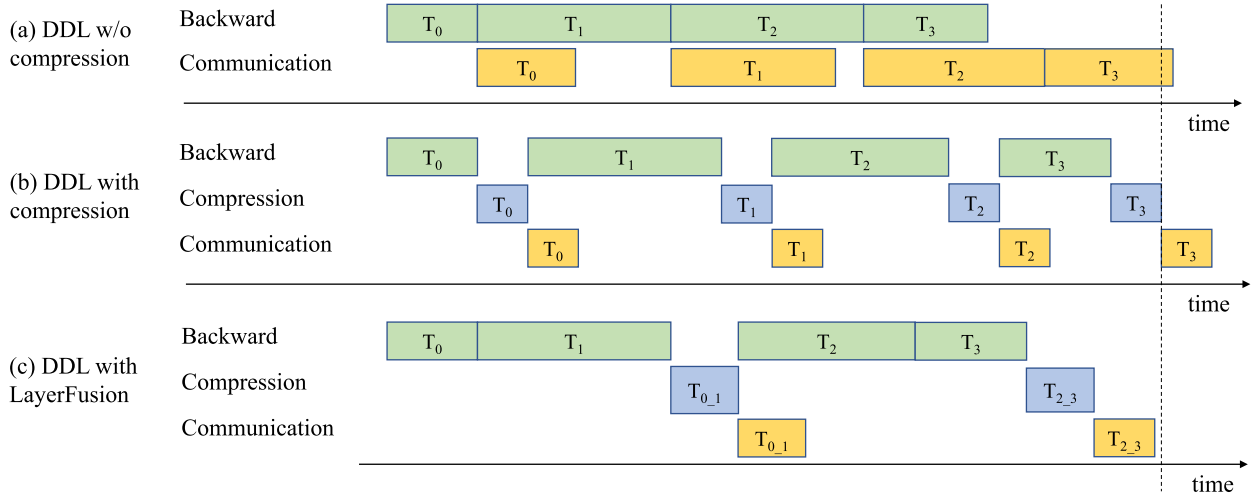 (a) DDL w/o
compression
Backward
T₀ T₁ T₂ T₃
Communication
T₀ T₁ T₂ T₃
time
(b) DDL with
compression
Backward
T₀ T₁ T₂ T₃
Compression
T₀ T₁ T₂ T₃
Communication
T₀ T₁ T₂ T₃
time
(c) DDL with
LayerFusion
Backward
T₀ T₁ T₂ T₃
Compression
T₀_₁ T₂_₃
Communication
T₀_₁ T₂_₃
time